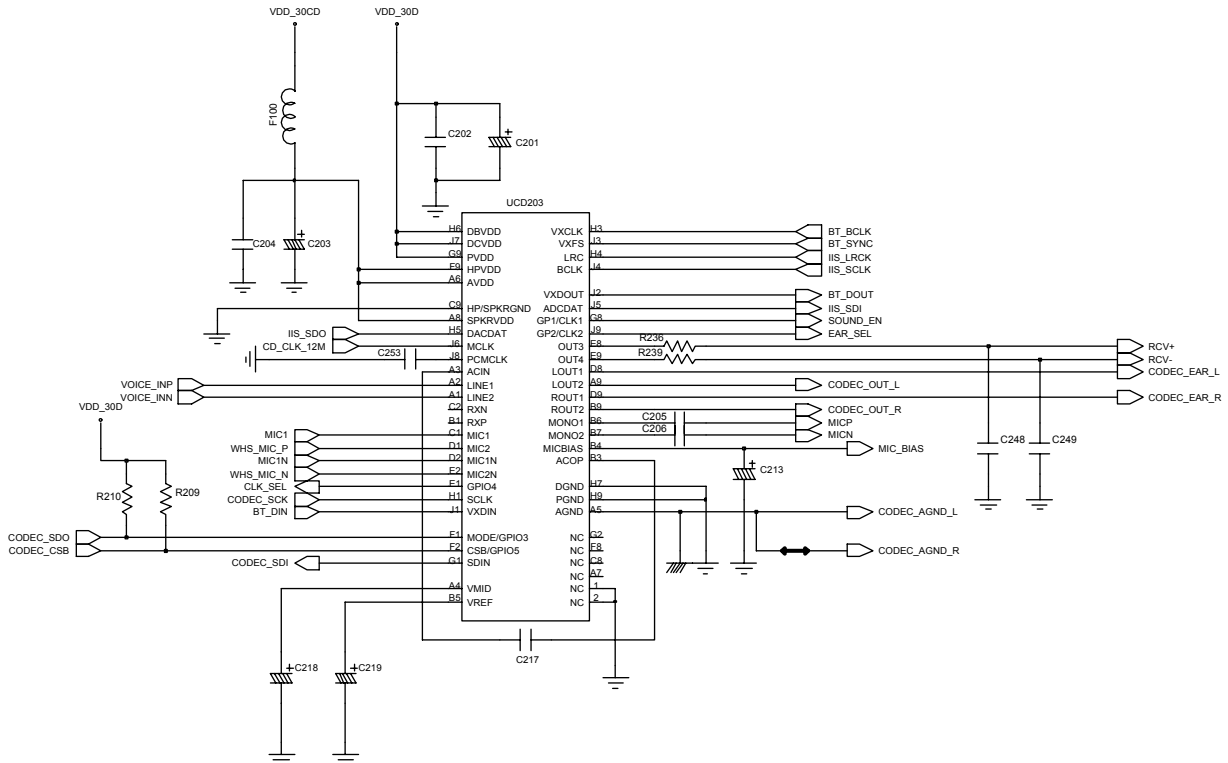 VDD_30CD
VDD_30D
F100
C202
C201
UCD203
C204
C203
H6 DBVDD
J7 DCVDD
G9 PVDD
F9 HPVDD
A6 AVDD
C9 HP/SPKRGND
A8 SPKRVDD
IIS_SDO H5 DACDAT
CD_CLK_12M J6 MCLK
C253 J8 PCMCLK
A3 ACIN
VOICE_INP A2 LINE1
VOICE_INN A1 LINE2
VDD_30D
C2 RXN
B1 RXP
MIC1 C1 MIC1
WHS_MIC_P D1 MIC2
MIC1N D2 MIC1N
WHS_MIC_N E2 MIC2N
CLK_SEL E1 GPIO4
CODEC_SCK H1 SCLK
BT_DIN J1 VXDIN
R210
R209
CODEC_SDO F1 MODE/GPIO3
CODEC_CSB F2 CSB/GPIO5
CODEC_SDI G1 SDIN
A4 VMID
B5 VREF
C218
C219
C217
VXCLK H3 BT_BCLK
VXFS J3 BT_SYNC
LRC H4 IIS_LRCK
BCLK J4 IIS_SCLK
VXDOUT J2 BT_DOUT
ADCDAT J5 IIS_SDI
GP1/CLK1 G8 SOUND_EN
GP2/CLK2 J9 EAR_SEL
OUT3 E8 R236 RCV+
OUT4 E9 R239 RCV-
LOUT1 D8 CODEC_EAR_L
LOUT2 A9 CODEC_OUT_L
ROUT1 D9 CODEC_EAR_R
ROUT2 B9 CODEC_OUT_R
MONO1 B6 C205 MICP
MONO2 B7 C206 MICN
MICBIAS B4 MIC_BIAS
ACOP B3
C213
C248
C249
DGND H7
PGND H9
AGND A5 CODEC_AGND_L
CODEC_AGND_R
NC G2
NC F8
NC C8
NC A7
NC 1
NC 2